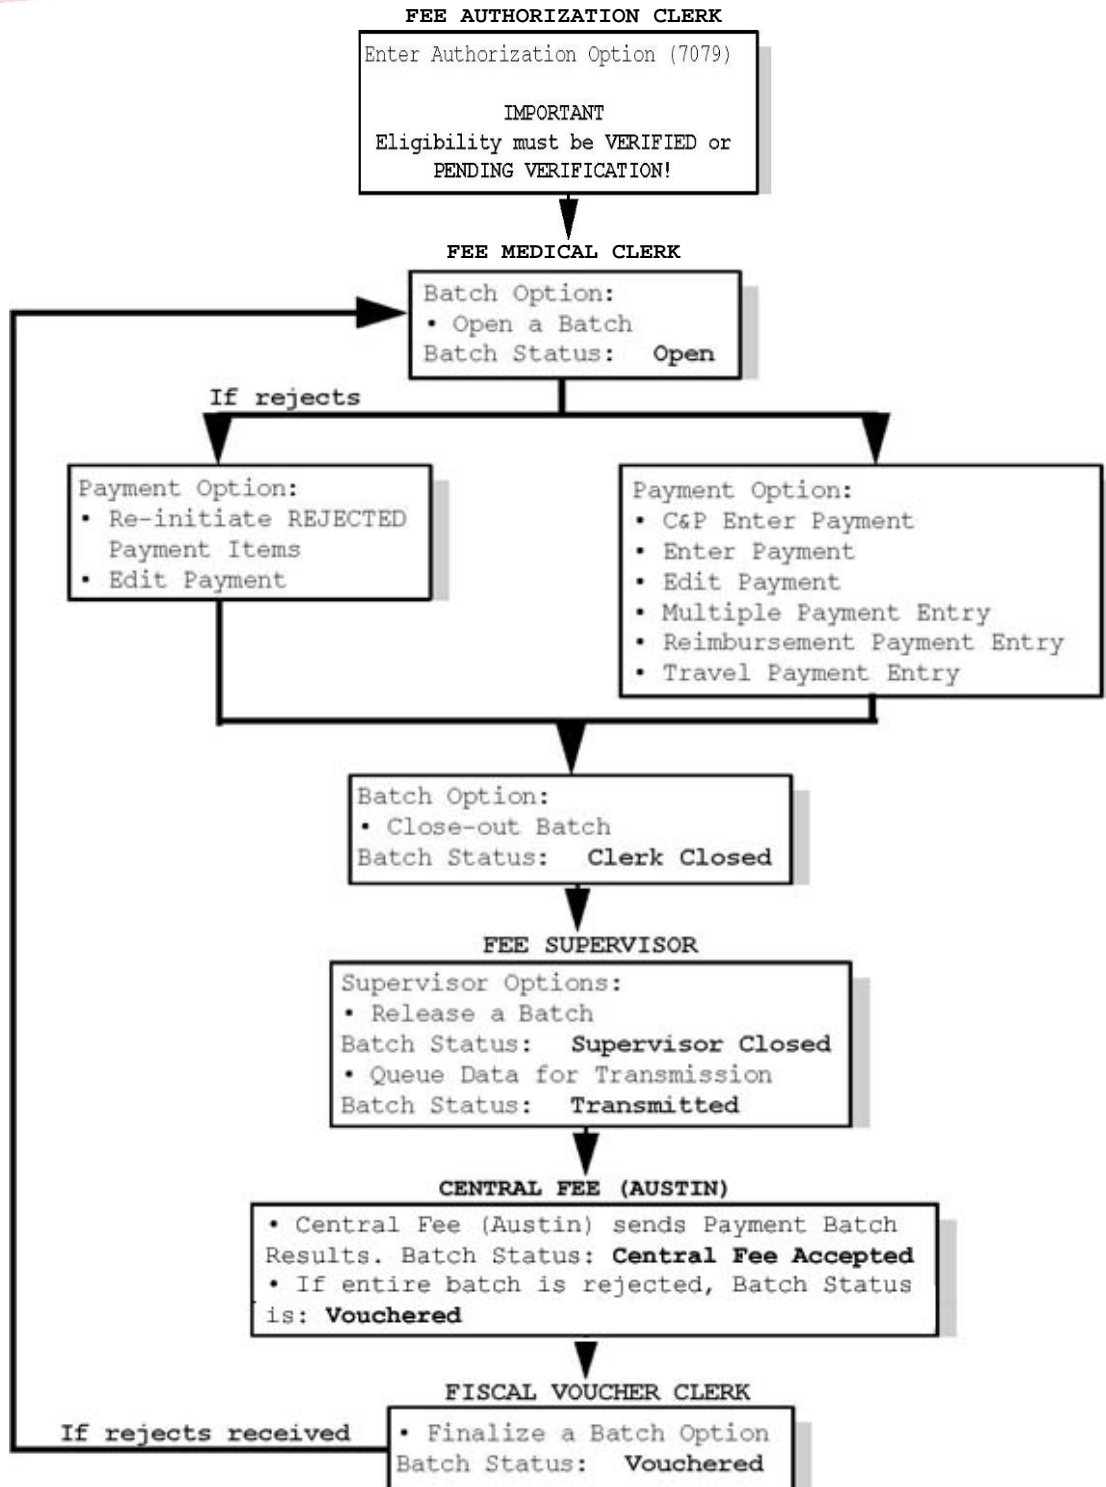 FEE AUTHORIZATION CLERK
Enter Authorization Option (7079)
IMPORTANT
Eligibility must be VERIFIED or
PENDING VERIFICATION!
FEE MEDICAL CLERK
Batch Option:
• Open a Batch
Batch Status: Open
If rejects
Payment Option:
• Re-initiate REJECTED
Payment Items
• Edit Payment
Payment Option:
• C&P Enter Payment
• Enter Payment
• Edit Payment
• Multiple Payment Entry
• Reimbursement Payment Entry
• Travel Payment Entry
Batch Option:
• Close-out Batch
Batch Status: Clerk Closed
FEE SUPERVISOR
Supervisor Options:
• Release a Batch
Batch Status: Supervisor Closed
• Queue Data for Transmission
Batch Status: Transmitted
CENTRAL FEE (AUSTIN)
• Central Fee (Austin) sends Payment Batch
Results. Batch Status: Central Fee Accepted
• If entire batch is rejected, Batch Status
is: Vouchered
FISCAL VOUCHER CLERK
If rejects received
• Finalize a Batch Option
Batch Status: Vouchered